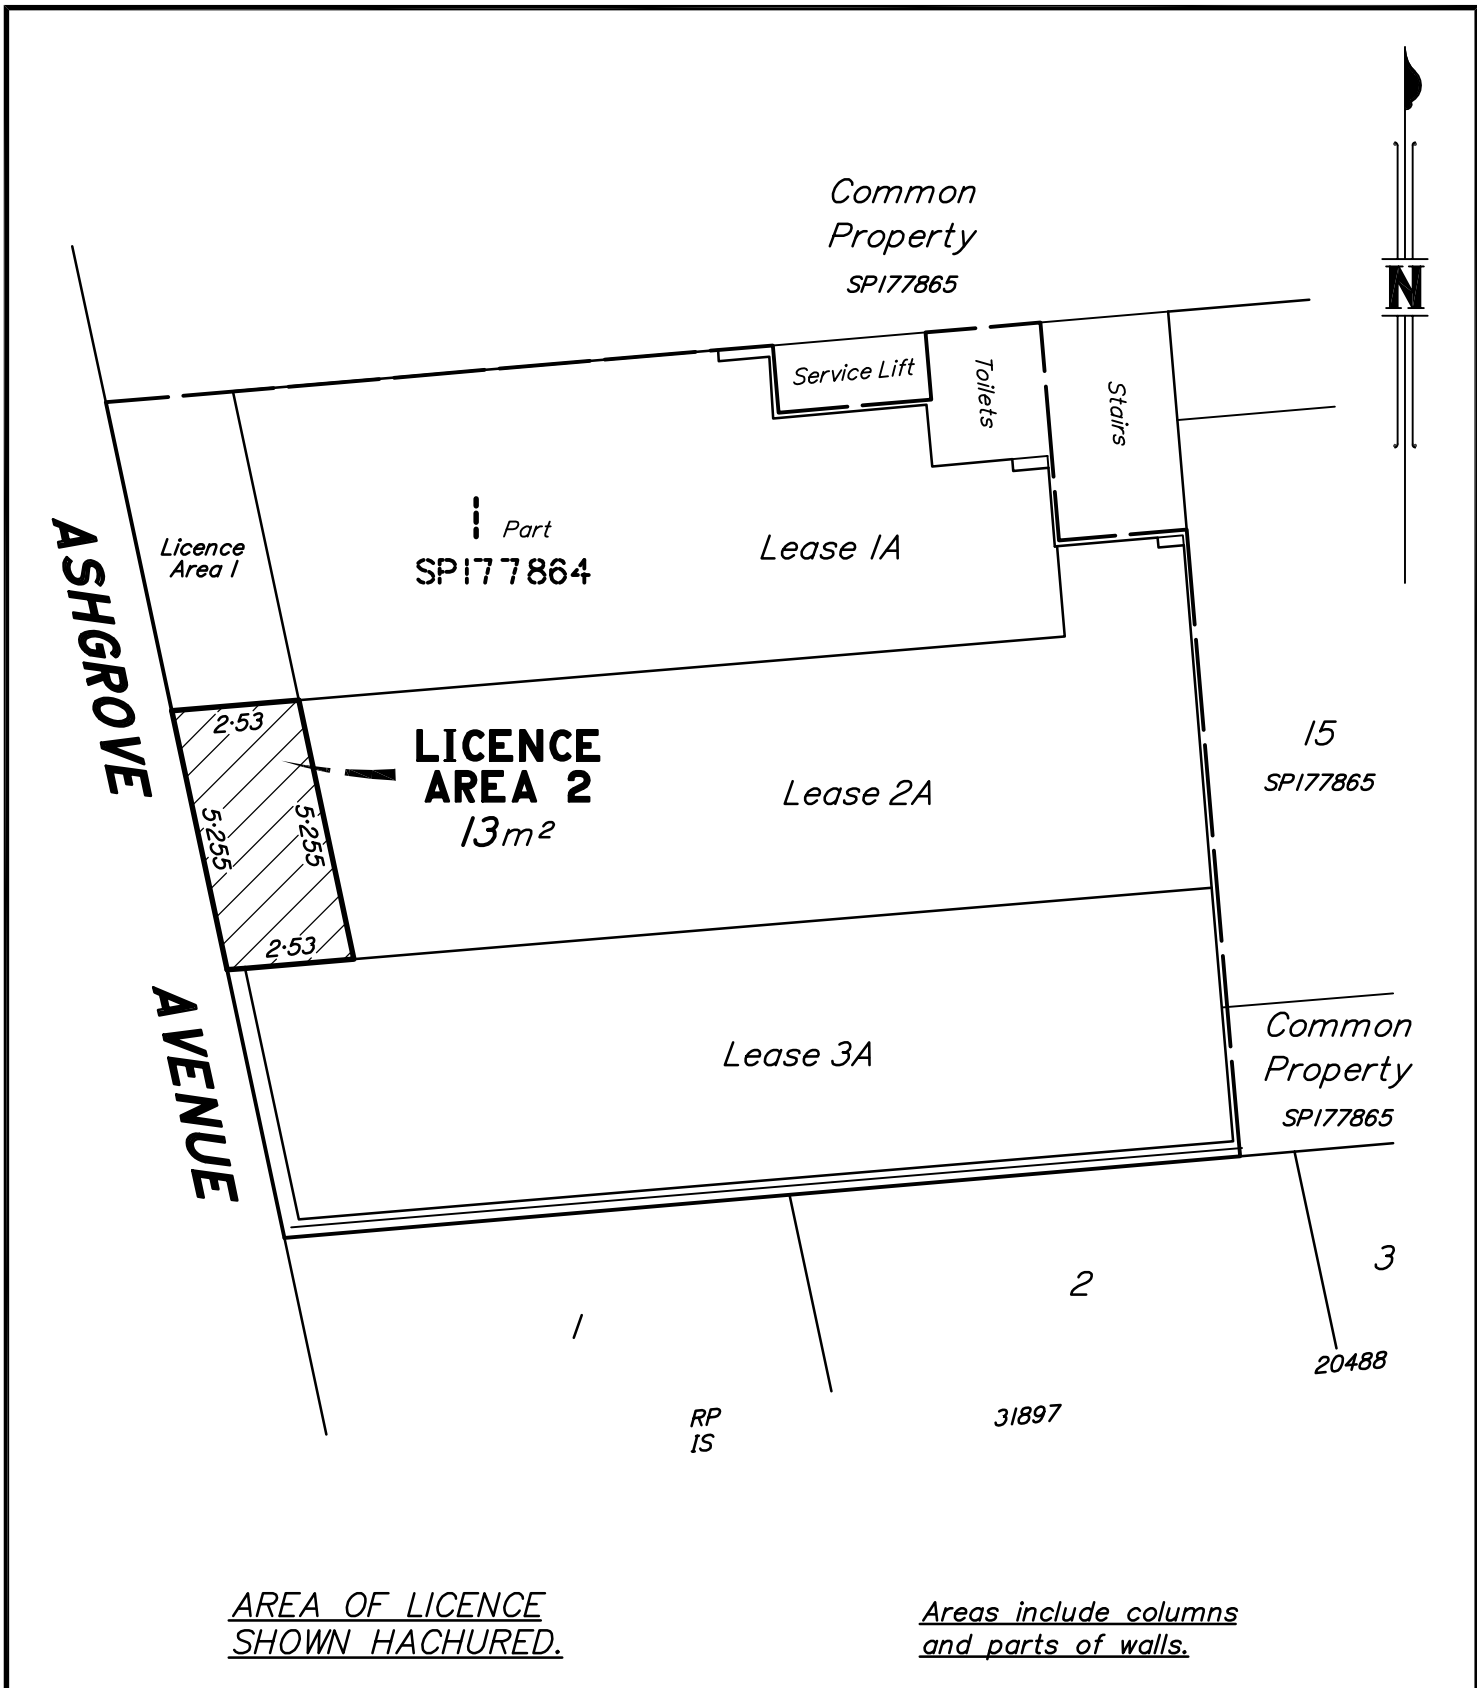 Common
Property
SP177865
N
Service Lift
Toilets
Stairs
Licence
Area 1
1 Part
SP177864
Lease 1A
ASHGROVE
AVENUE
2·53
5·255
5·255
2·53
LICENCE
AREA 2
13m²
Lease 2A
15
SP177865
Lease 3A
Common
Property
SP177865
1
2
3
20488
RP
IS
31897
AREA OF LICENCE
SHOWN HACHURED.
Areas include columns
and parts of walls.